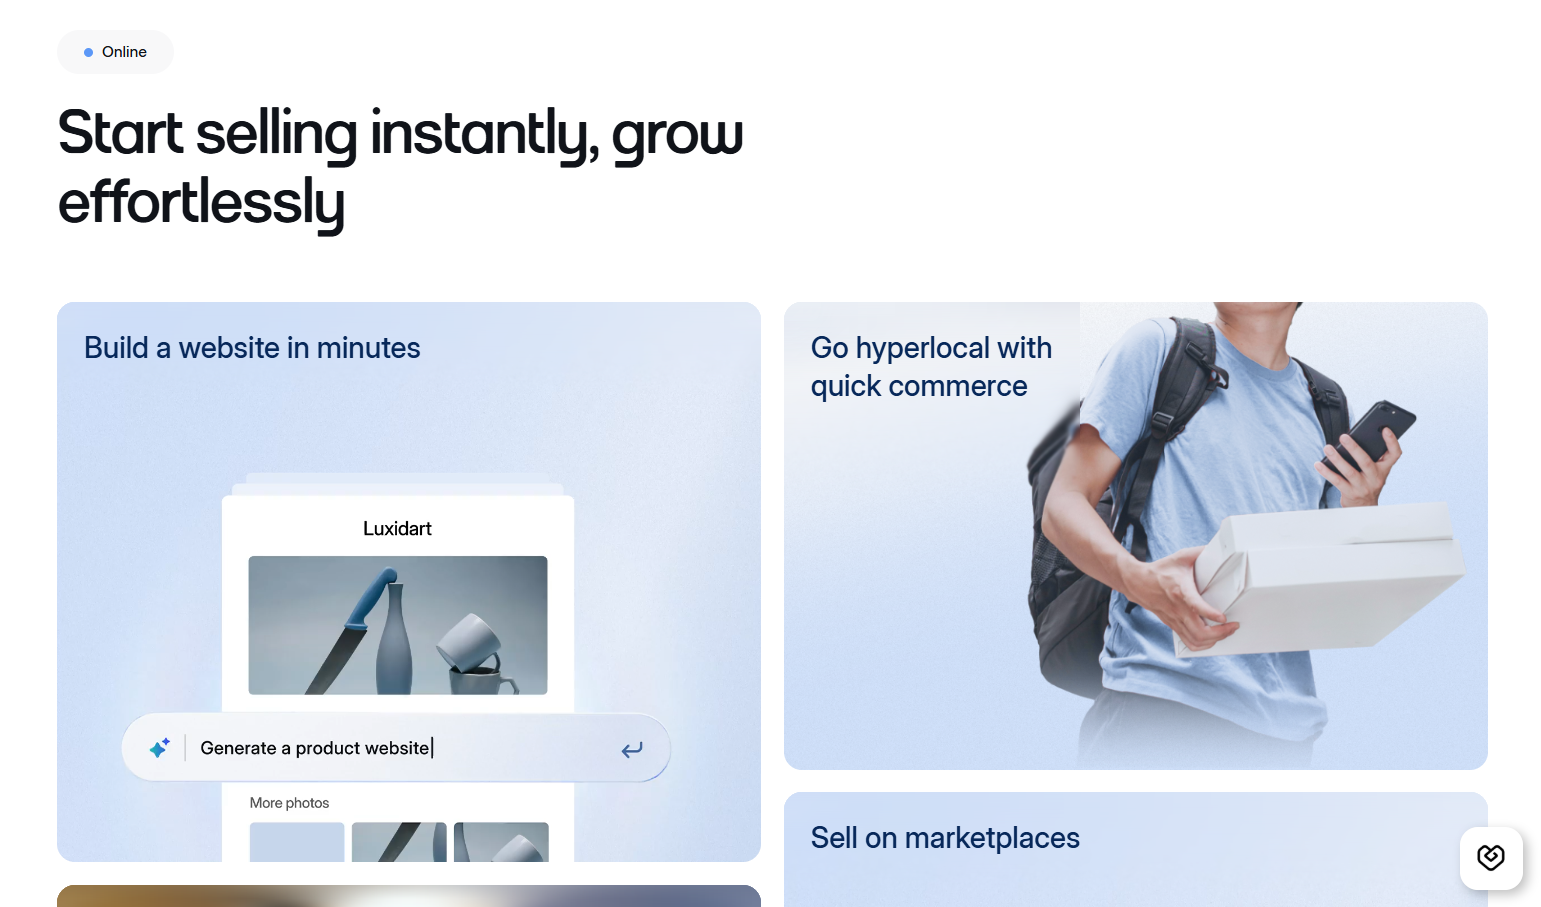 Online
Start selling instantly, grow
effortlessly
Build a website in minutes
Luxidart
Generate a product website
More photos
Go hyperlocal with
quick commerce
Sell on marketplaces